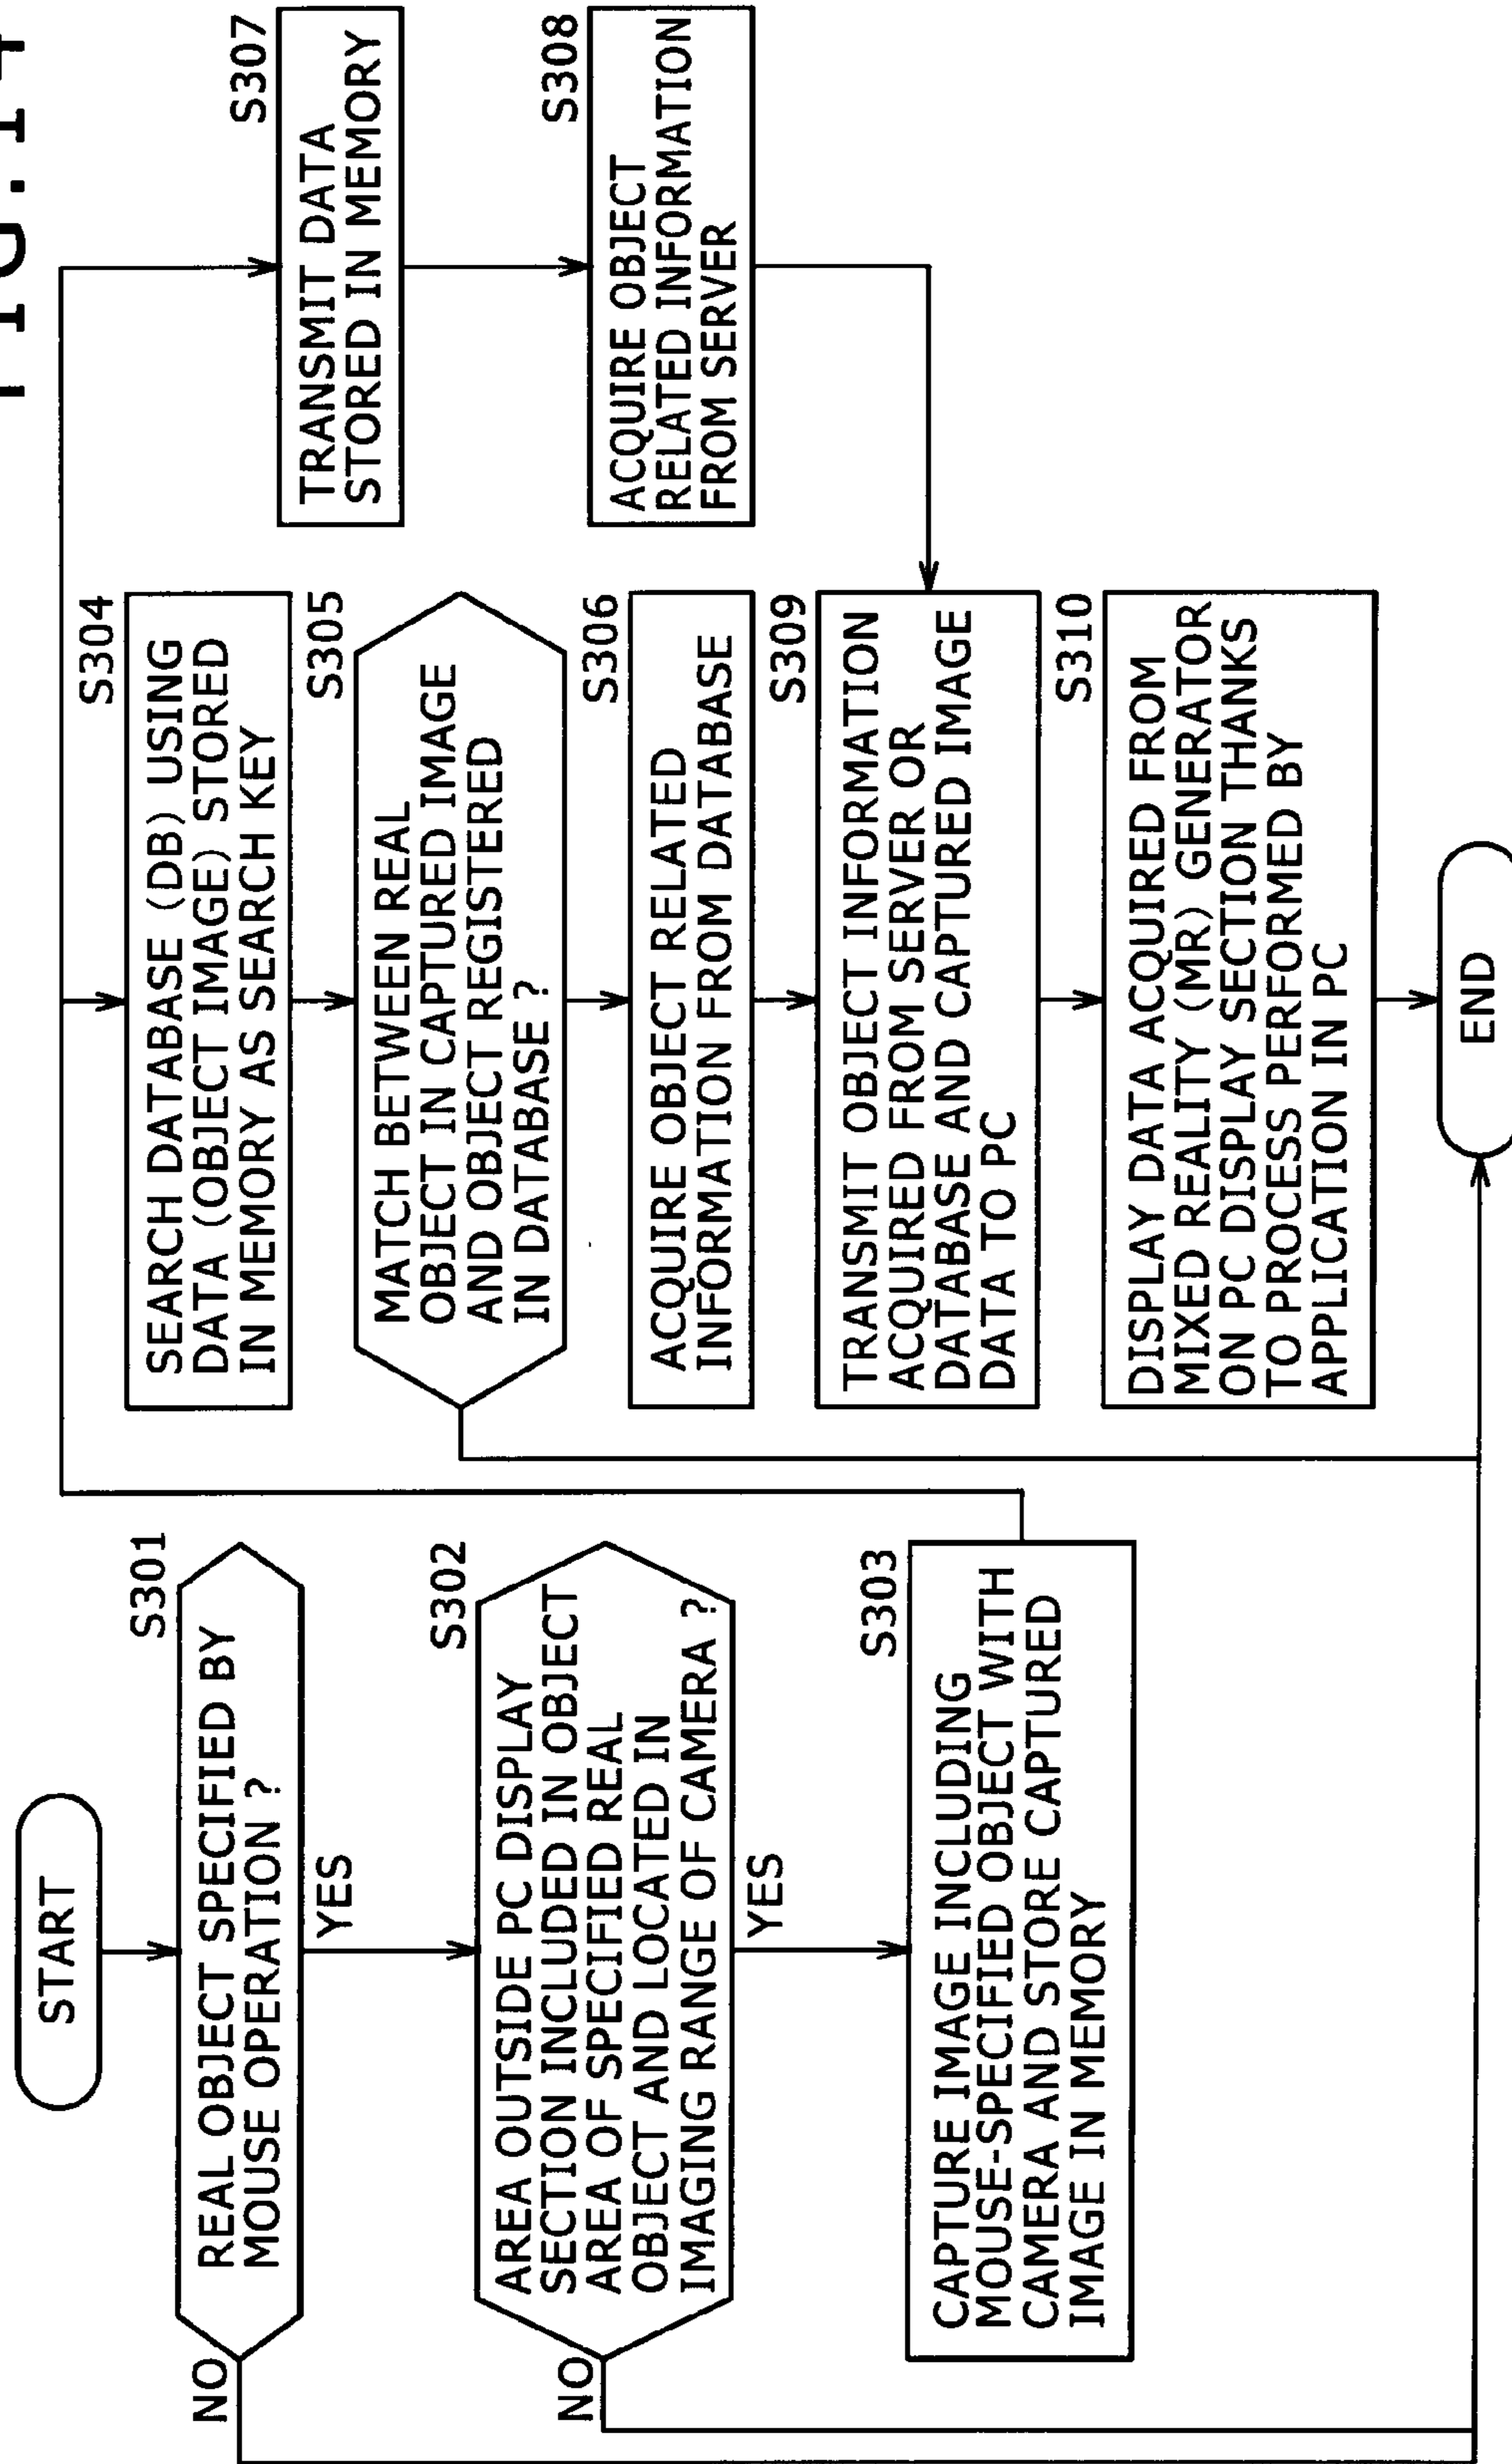 FIG.14
START
S301
REAL OBJECT SPECIFIED BY
MOUSE OPERATION ?
NO
YES
S302
AREA OUTSIDE PC DISPLAY
SECTION INCLUDED IN OBJECT
AREA OF SPECIFIED REAL
OBJECT AND LOCATED IN
IMAGING RANGE OF CAMERA ?
NO
YES
S303
CAPTURE IMAGE INCLUDING
MOUSE-SPECIFIED OBJECT WITH
CAMERA AND STORE CAPTURED
IMAGE IN MEMORY
S304
SEARCH DATABASE (DB) USING
DATA (OBJECT IMAGE) STORED
IN MEMORY AS SEARCH KEY
S305
MATCH BETWEEN REAL
OBJECT IN CAPTURED IMAGE
AND OBJECT REGISTERED
IN DATABASE ?
S306
ACQUIRE OBJECT RELATED
INFORMATION FROM DATABASE
S309
TRANSMIT OBJECT INFORMATION
ACQUIRED FROM SERVER OR
DATABASE AND CAPTURED IMAGE
DATA TO PC
S310
DISPLAY DATA ACQUIRED FROM
MIXED REALITY (MR) GENERATOR
ON PC DISPLAY SECTION THANKS
TO PROCESS PERFORMED BY
APPLICATION IN PC
END
S307
TRANSMIT DATA
STORED IN MEMORY
S308
ACQUIRE OBJECT
RELATED INFORMATION
FROM SERVER